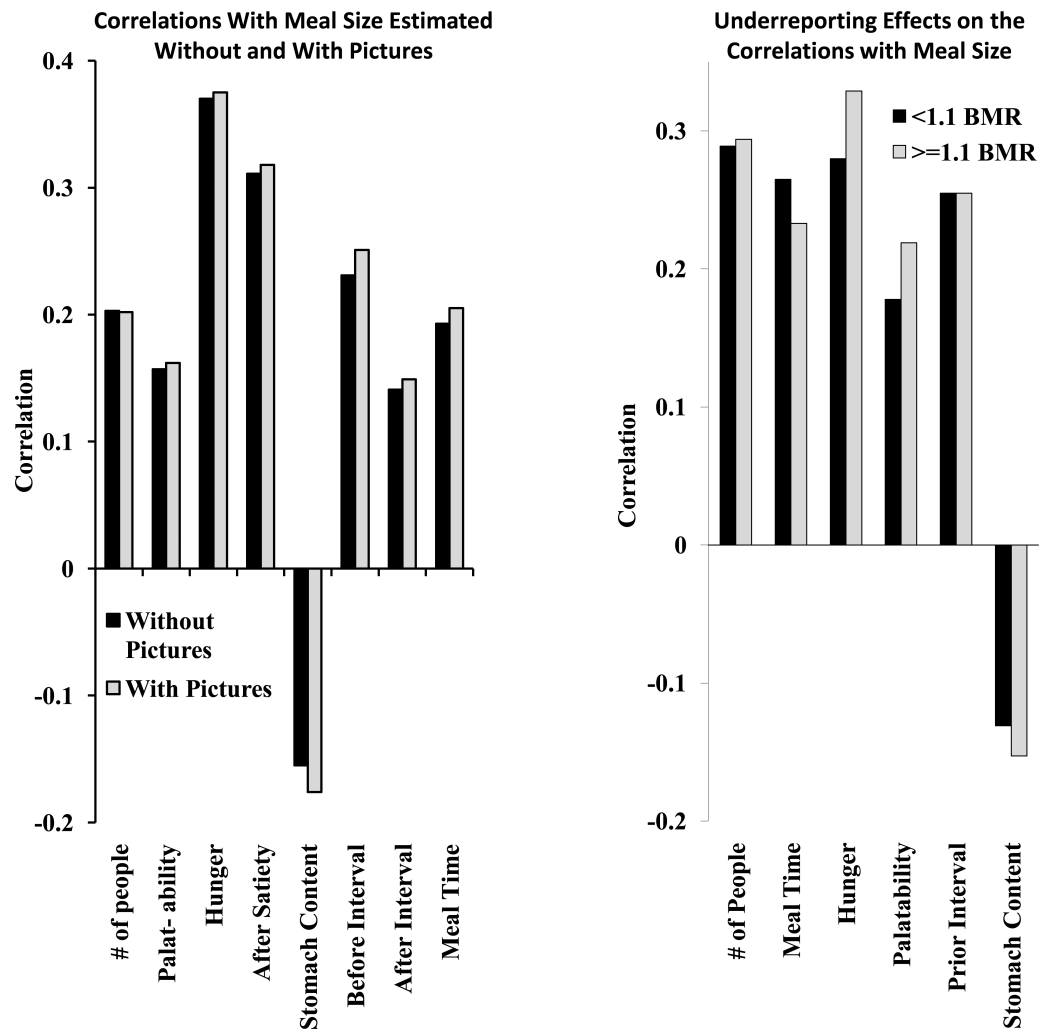 Correlations With Meal Size Estimated
Without and With Pictures
0.4
0.3
0.2
0.1
0
-0.1
-0.2
Correlation
Without
Pictures
With Pictures
# of people
Palat- ability
Hunger
After Satiety
Stomach Content
Before Interval
After Interval
Meal Time
Underreporting Effects on the
Correlations with Meal Size
<1.1 BMR
>=1.1 BMR
0.3
0.2
0.1
0
-0.1
-0.2
Correlation
# of People
Meal Time
Hunger
Palatability
Prior Interval
Stomach Content